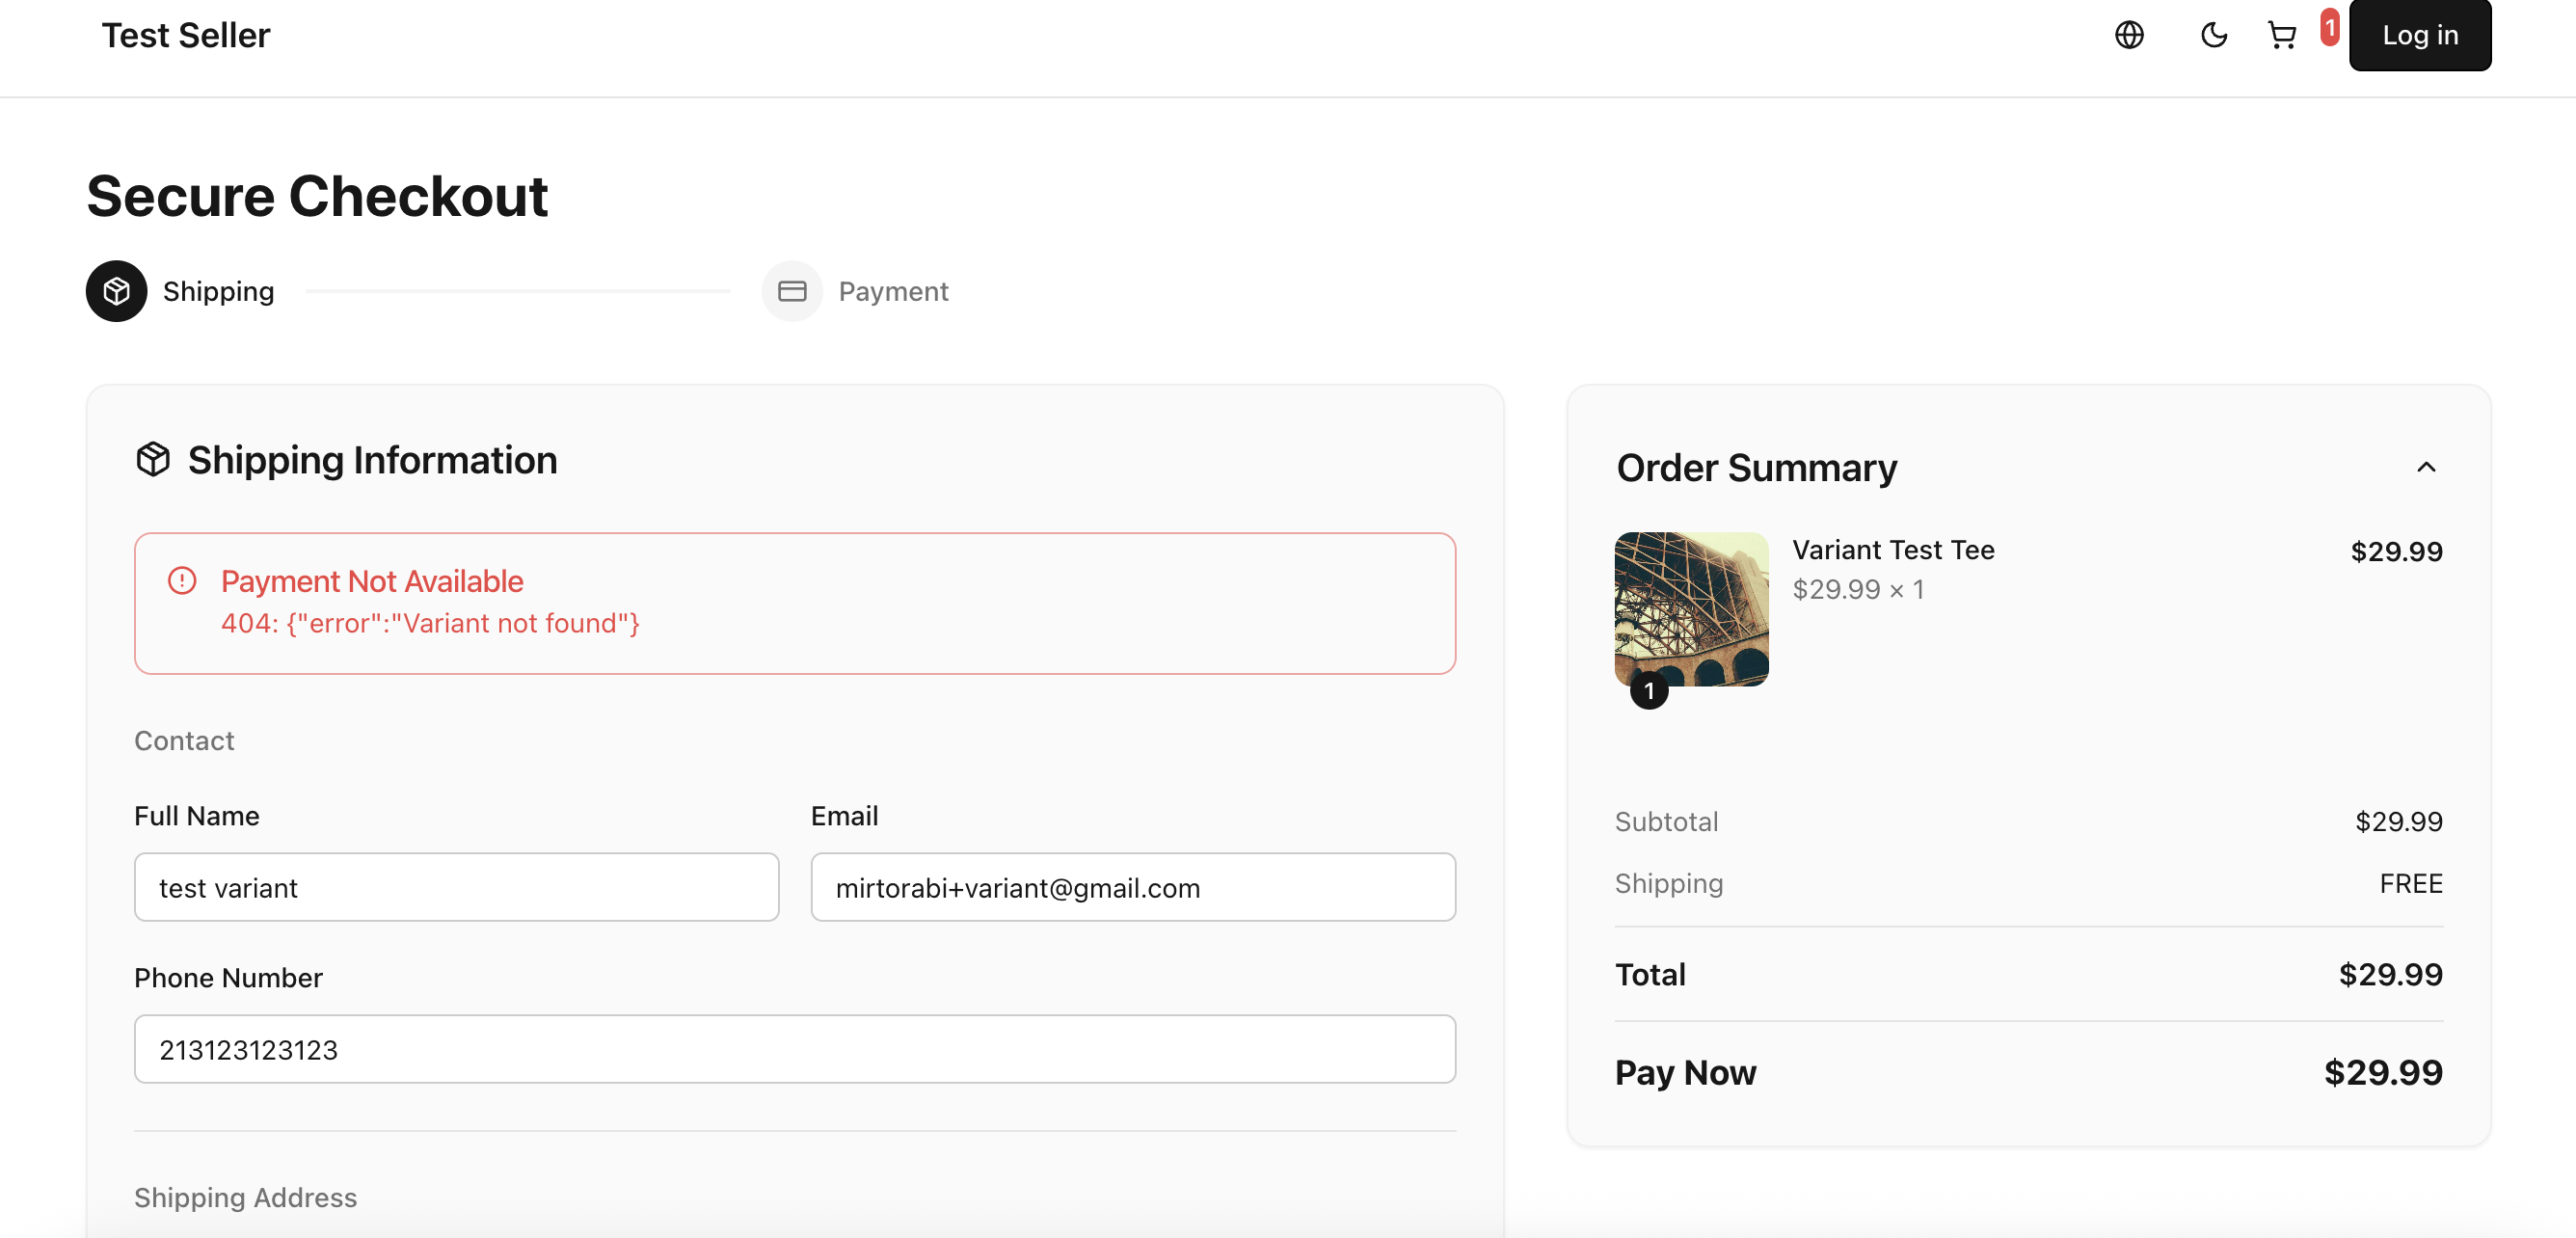 Test Seller
1
Log in
Secure Checkout
Shipping
Payment
Shipping Information
Payment Not Available
404: {"error":"Variant not found"}
Contact
Full Name
Email
test variant
mirtorabi+variant@gmail.com
Phone Number
213123123123
Shipping Address
Order Summary
Variant Test Tee
$29.99
$29.99 × 1
1
Subtotal
$29.99
Shipping
FREE
Total
$29.99
Pay Now
$29.99